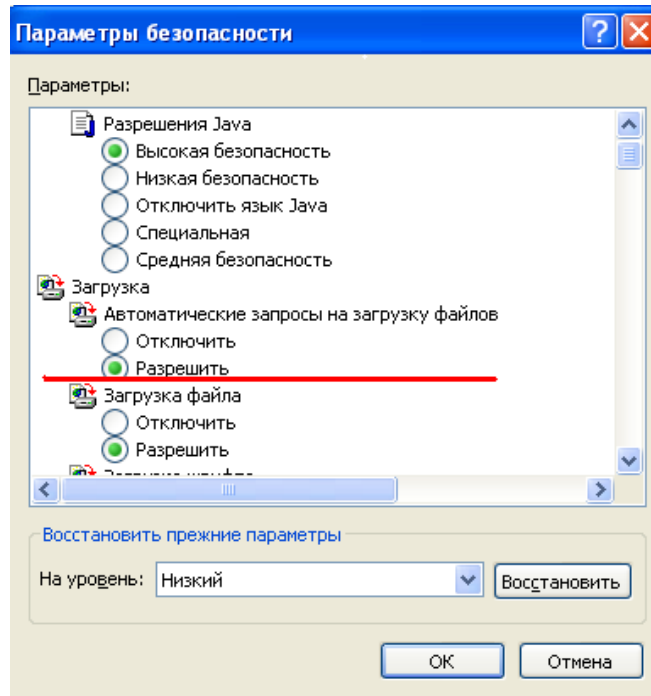 Параметры безопасности
Параметры:
Разрешения Java
Высокая безопасность
Низкая безопасность
Отключить язык Java
Специальная
Средняя безопасность
Загрузка
Автоматические запросы на загрузку файлов
Отключить
Разрешить
Загрузка файла
Отключить
Разрешить
Восстановить прежние параметры
На уровень: Низкий Восстановить
ОК Отмена